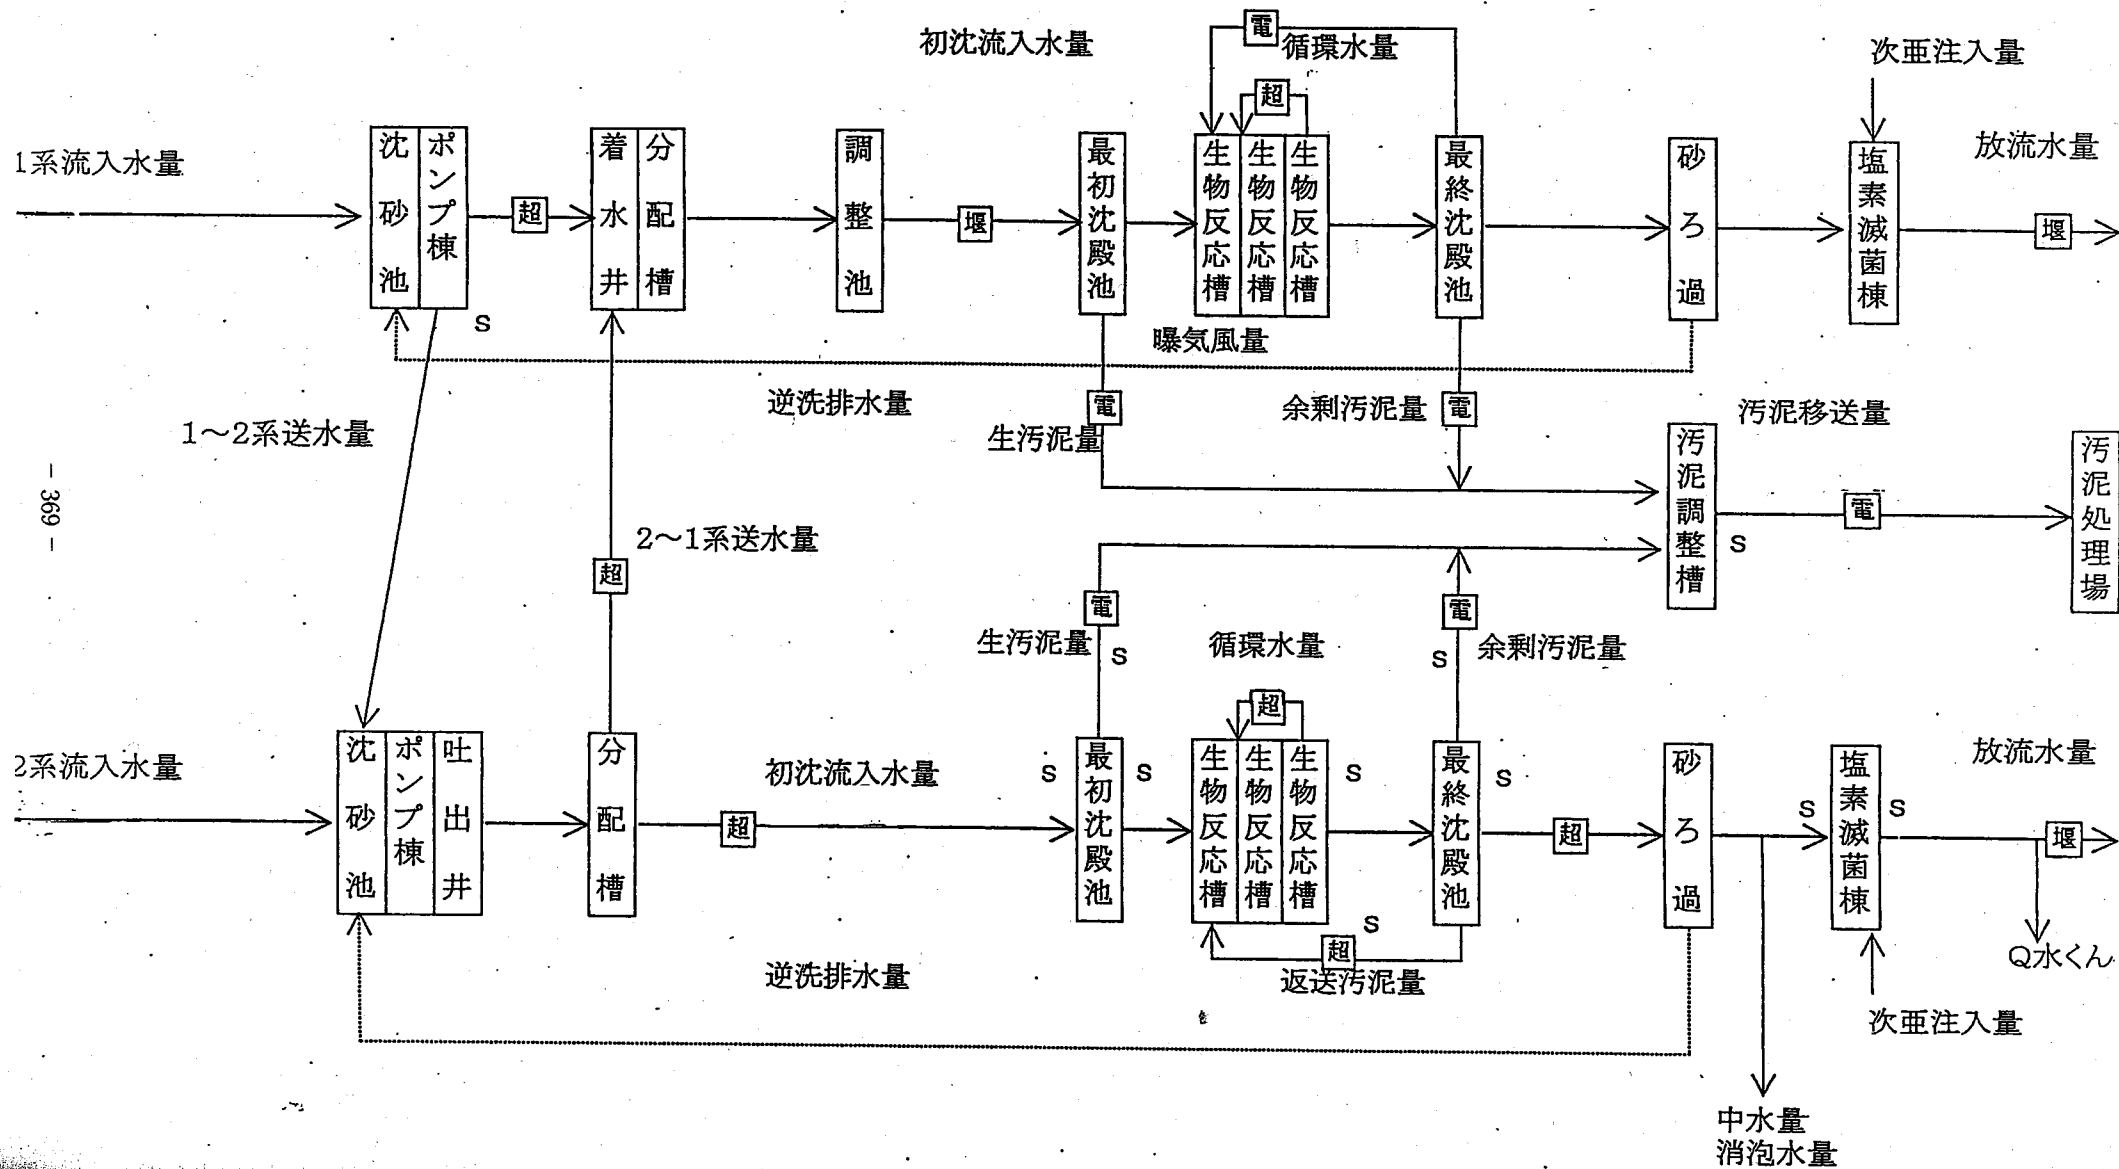 初沈流入水量
電
循環水量
超
次亜注入量
1系流入水量
沈砂池
ポンプ棟
超
着水井
分配槽
調整池
堰
最初沈殿池
生物反応槽
生物反応槽
生物反応槽
最終沈殿池
砂ろ過
塩素滅菌棟
放流水量
堰
S
曝気風量
逆洗排水量
1～2系送水量
電
生汚泥量
余剰汚泥量
電
汚泥移送量
汚泥調整槽
S
電
汚泥処理場
- 369 -
2～1系送水量
超
電
生汚泥量
S
循環水量
超
電
S
余剰汚泥量
2系流入水量
沈砂池
ポンプ棟
吐出井
分配槽
初沈流入水量
超
S
最初沈殿池
S
生物反応槽
生物反応槽
生物反応槽
S
最終沈殿池
S
超
砂ろ過
S
塩素滅菌棟
S
放流水量
堰
Q水くん
S
超
返送汚泥量
逆洗排水量
次亜注入量
中水量
消泡水量